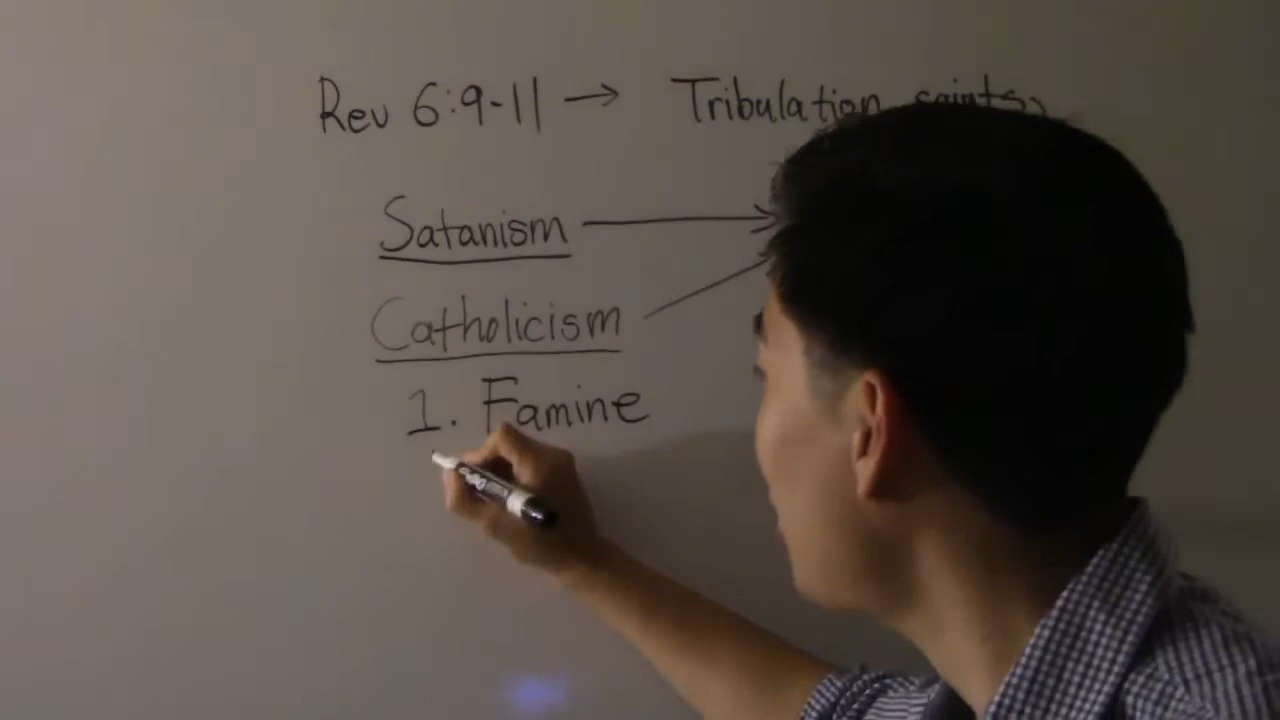 Rev 6:9-11 → Tribulation saints
Satanism
Catholicism
1. Famine